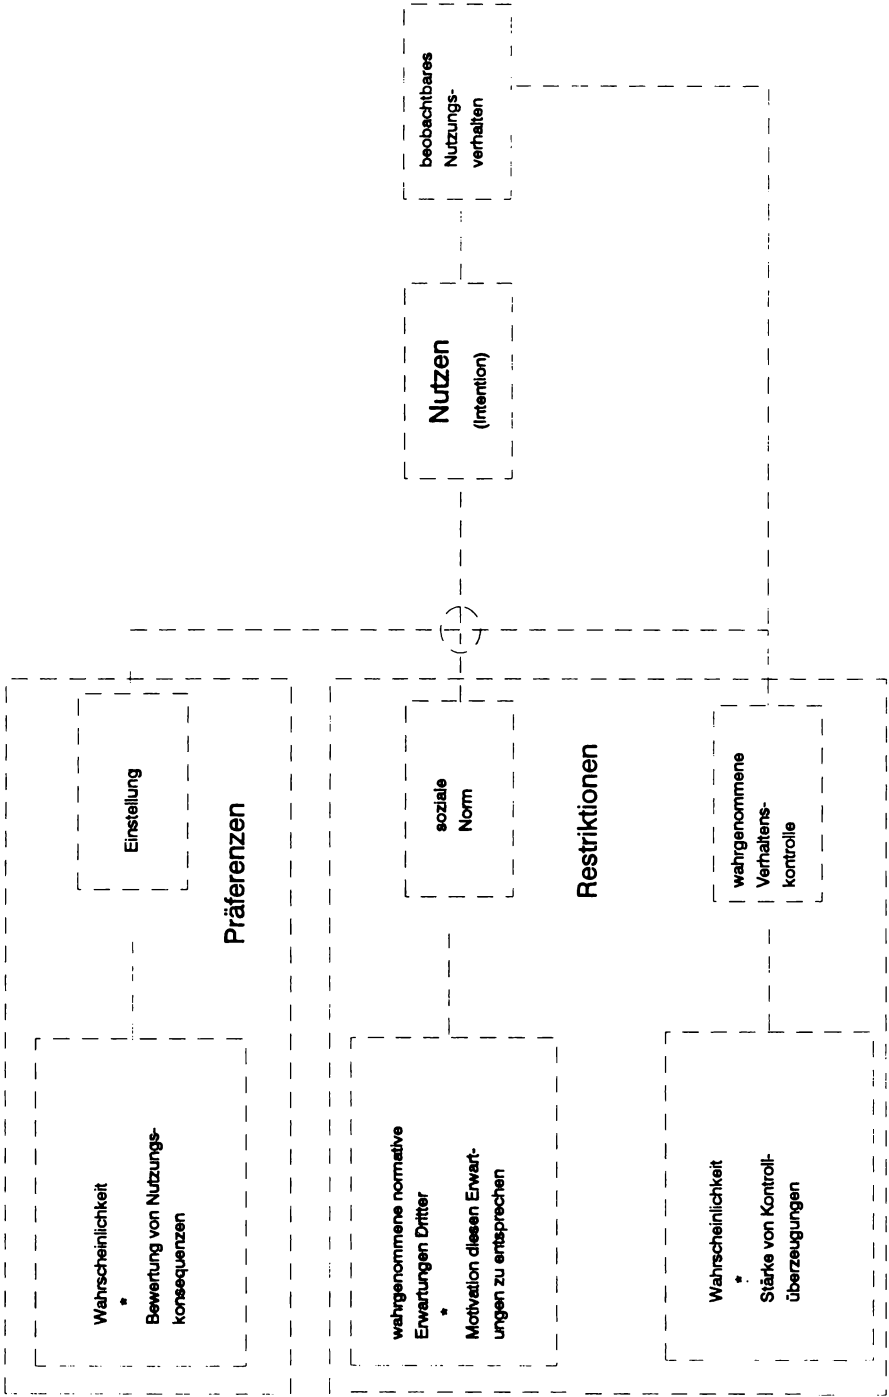 Wahrscheinlichkeit
*
Bewertung von Nutzungs-
konsequenzen
Einstellung
Präferenzen
wahrgenommene normative
Erwartungen Dritter
*
Motivation diesen Erwart-
ungen zu entsprechen
soziale
Norm
Restriktionen
Wahrscheinlichkeit
*
Stärke von Kontroll-
überzeugungen
wahrgenommene
Verhaltens-
kontrolle
Nutzen
(Intention)
beobachtbares
Nutzungs-
verhalten